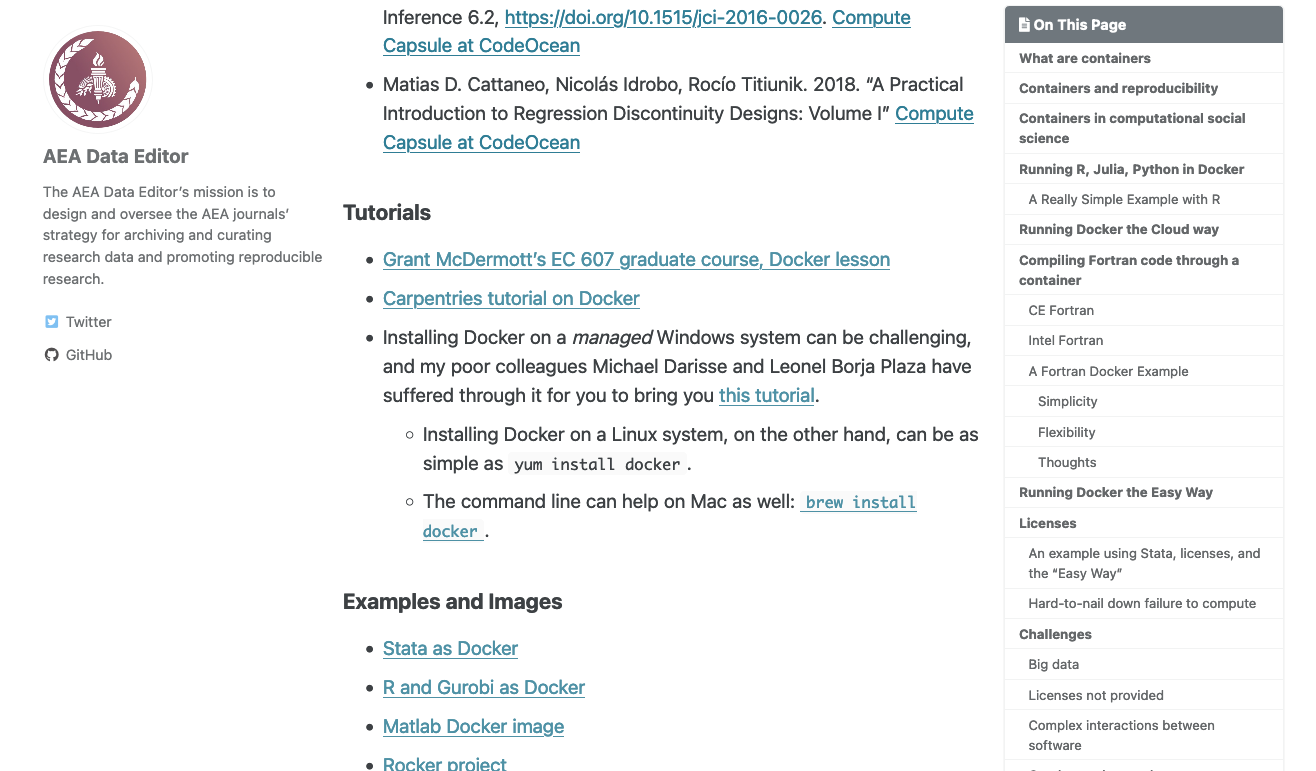 AEA Data Editor
The AEA Data Editor’s mission is to
design and oversee the AEA journals’
strategy for archiving and curating
research data and promoting reproducible
research.
Twitter
GitHub
Inference 6.2, https://doi.org/10.1515/jci-2016-0026. Compute
Capsule at CodeOcean
Matias D. Cattaneo, Nicolás Idrobo, Rocío Titiunik. 2018. “A Practical
Introduction to Regression Discontinuity Designs: Volume I” Compute
Capsule at CodeOcean
Tutorials
Grant McDermott’s EC 607 graduate course, Docker lesson
Carpentries tutorial on Docker
Installing Docker on a managed Windows system can be challenging,
and my poor colleagues Michael Darisse and Leonel Borja Plaza have
suffered through it for you to bring you this tutorial.
Installing Docker on a Linux system, on the other hand, can be as
simple as yum install docker .
The command line can help on Mac as well: brew install
docker .
Examples and Images
Stata as Docker
R and Gurobi as Docker
Matlab Docker image
Rocker project
On This Page
What are containers
Containers and reproducibility
Containers in computational social
science
Running R, Julia, Python in Docker
A Really Simple Example with R
Running Docker the Cloud way
Compiling Fortran code through a
container
CE Fortran
Intel Fortran
A Fortran Docker Example
Simplicity
Flexibility
Thoughts
Running Docker the Easy Way
Licenses
An example using Stata, licenses, and
the “Easy Way”
Hard-to-nail down failure to compute
Challenges
Big data
Licenses not provided
Complex interactions between
software